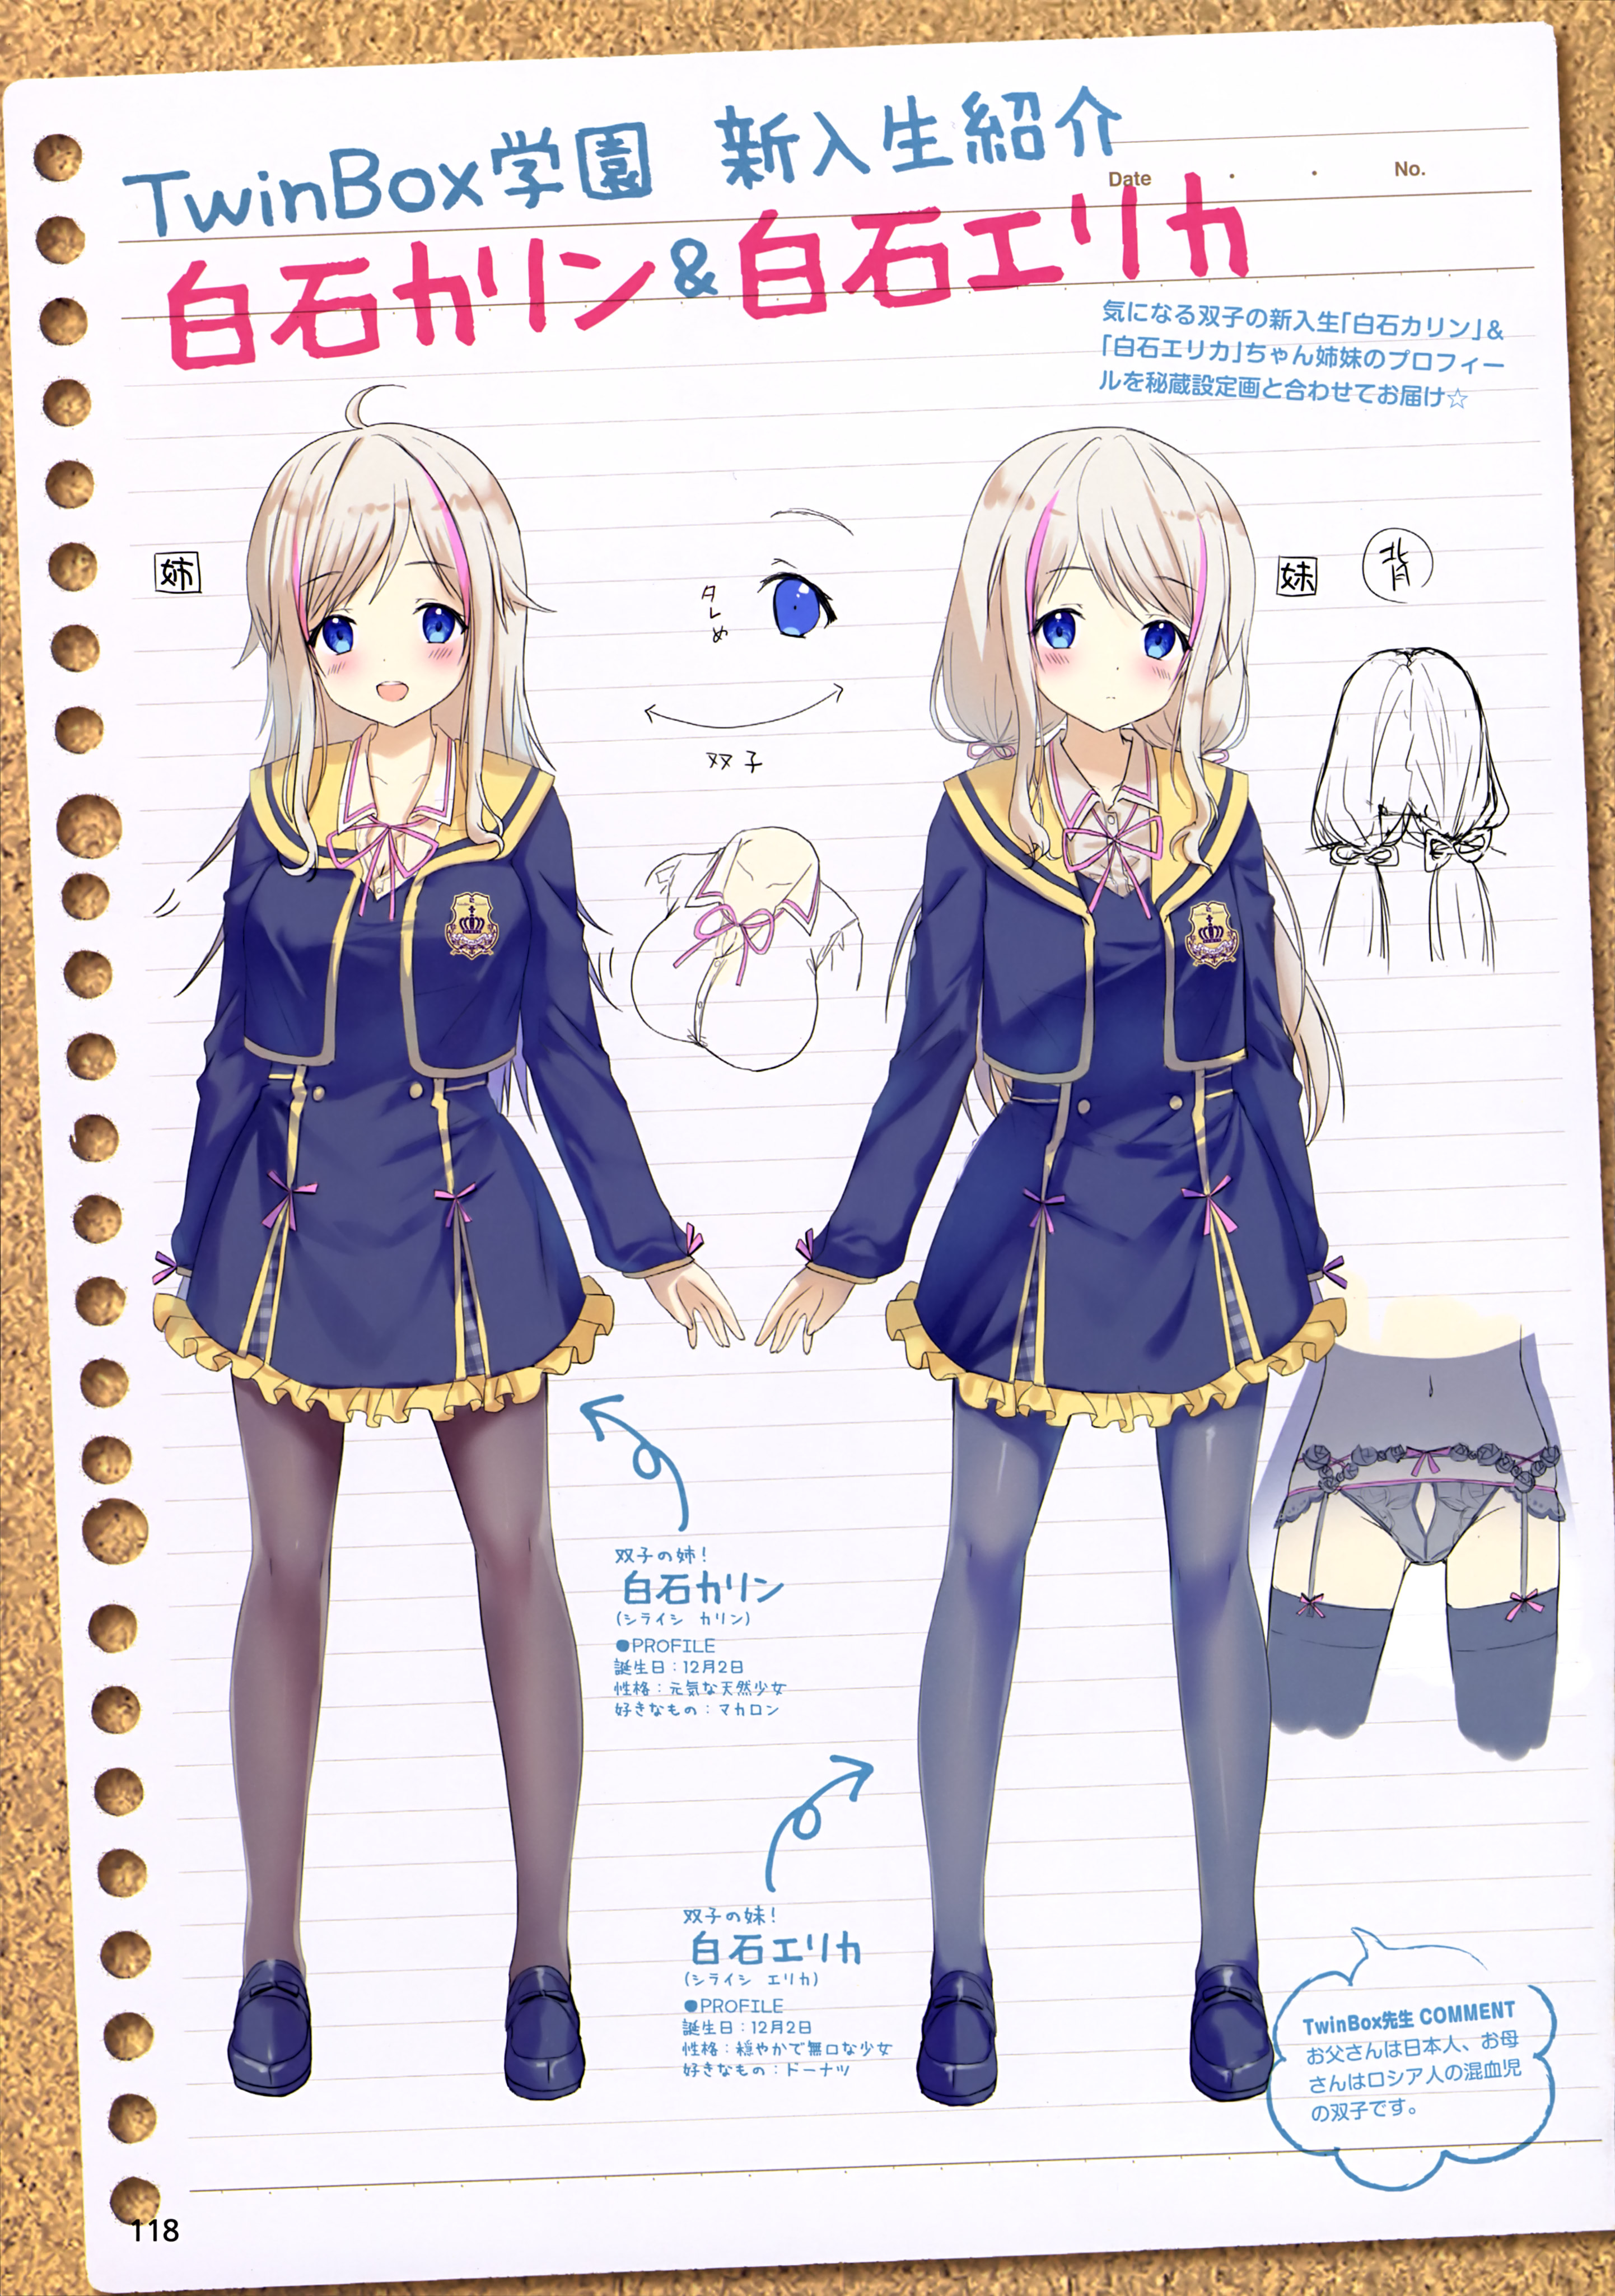 TwinBox学園 新入生紹介
Date ・ ・ No.
白石カリン&白石エリカ
気になる双子の新入生「白石カリン」&
「白石エリカ」ちゃん姉妹のプロフィー
ルを秘蔵設定画と合わせてお届け☆
姉
タレめ
双子
妹
背
双子の姉!
白石カリン
(シライシ カリン)
●PROFILE
誕生日:12月2日
性格:元気な天然少女
好きなもの:マカロン
双子の妹!
白石エリカ
(シライシ エリカ)
●PROFILE
誕生日:12月2日
性格:穏やかで無口な少女
好きなもの:ドーナツ
TwinBox先生 COMMENT
お父さんは日本人、お母
さんはロシア人の混血児
の双子です。
118